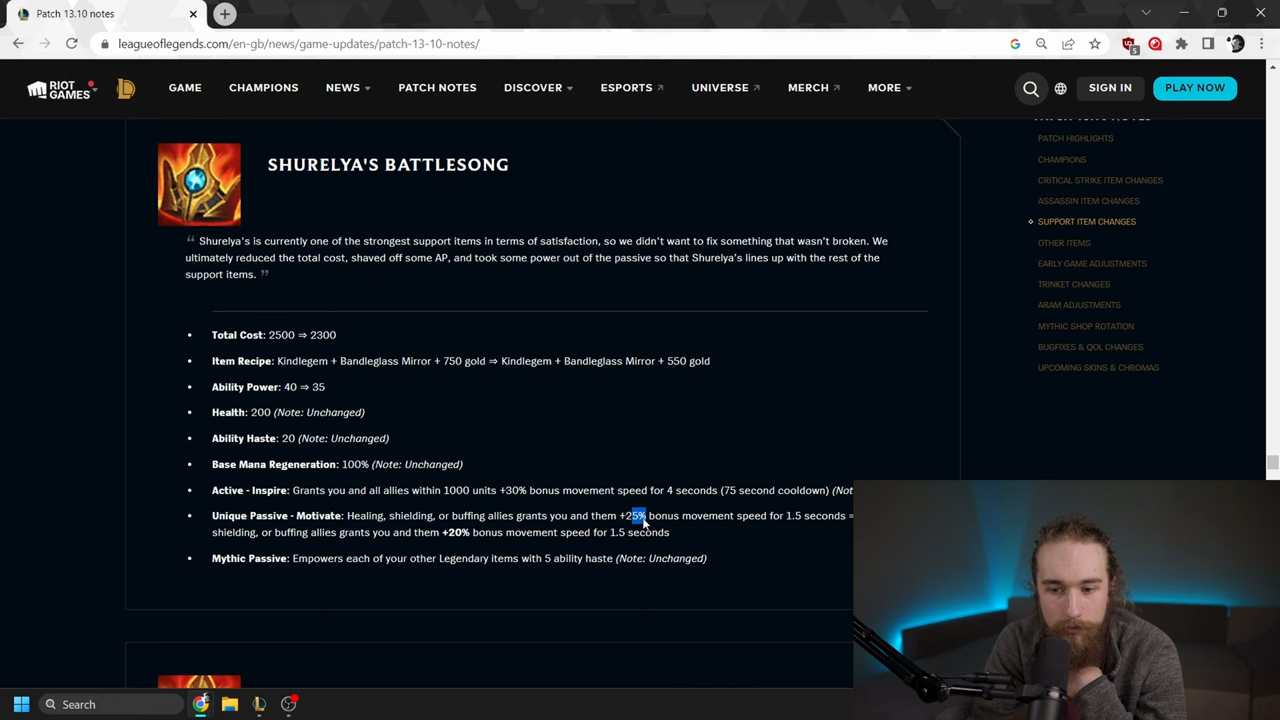 Patch 13.10 notes
leagueoflegends.com/en-gb/news/game-updates/patch-13-10-notes/
5
RIOT GAMES
GAME CHAMPIONS NEWS PATCH NOTES DISCOVER ESPORTS UNIVERSE MERCH MORE
SIGN IN
PLAY NOW
PATCH HIGHLIGHTS
CHAMPIONS
CRITICAL STRIKE ITEM CHANGES
ASSASSIN ITEM CHANGES
SUPPORT ITEM CHANGES
OTHER ITEMS
EARLY GAME ADJUSTMENTS
TRINKET CHANGES
ARAM ADJUSTMENTS
MYTHIC SHOP ROTATION
BUGFIXES & QOL CHANGES
UPCOMING SKINS & CHROMAS
SHURELYA'S BATTLESONG
“ Shurelya's is currently one of the strongest support items in terms of satisfaction, so we didn't want to fix something that wasn't broken. We
ultimately reduced the total cost, shaved off some AP, and took some power out of the passive so that Shurelya's lines up with the rest of the
support items. ”
• Total Cost: 2500 ⇒ 2300
• Item Recipe: Kindlegem + Bandleglass Mirror + 750 gold ⇒ Kindlegem + Bandleglass Mirror + 550 gold
• Ability Power: 40 ⇒ 35
• Health: 200 (Note: Unchanged)
• Ability Haste: 20 (Note: Unchanged)
• Base Mana Regeneration: 100% (Note: Unchanged)
• Active - Inspire: Grants you and all allies within 1000 units +30% bonus movement speed for 4 seconds (75 second cooldown) (Not
• Unique Passive - Motivate: Healing, shielding, or buffing allies grants you and them +25% bonus movement speed for 1.5 seconds =
shielding, or buffing allies grants you and them +20% bonus movement speed for 1.5 seconds
• Mythic Passive: Empowers each of your other Legendary items with 5 ability haste (Note: Unchanged)
Search